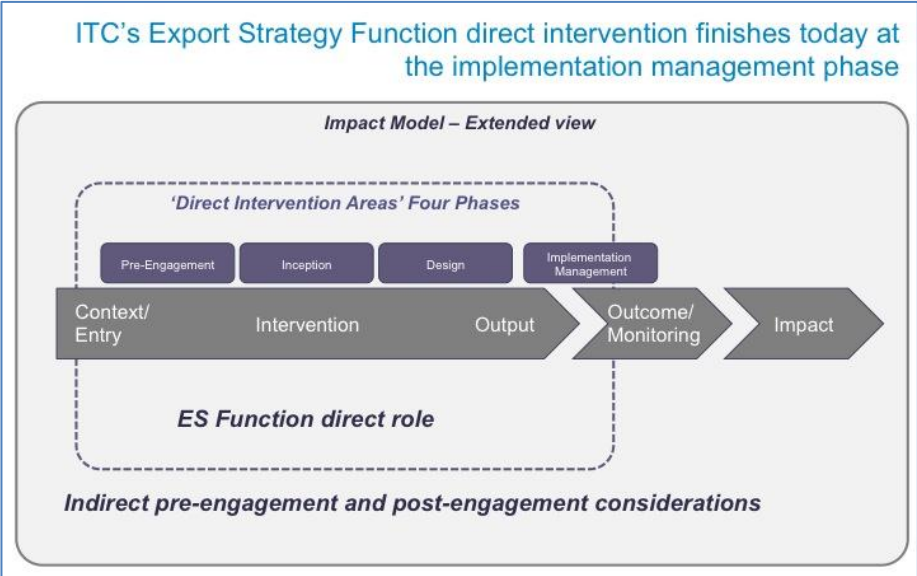 ITC's Export Strategy Function direct intervention finishes today at
the implementation management phase
Impact Model – Extended view
‘Direct Intervention Areas’ Four Phases
Pre-Engagement
Inception
Design
Implementation
Management
Context/
Entry
Intervention
Output
Outcome/
Monitoring
Impact
ES Function direct role
Indirect pre-engagement and post-engagement considerations